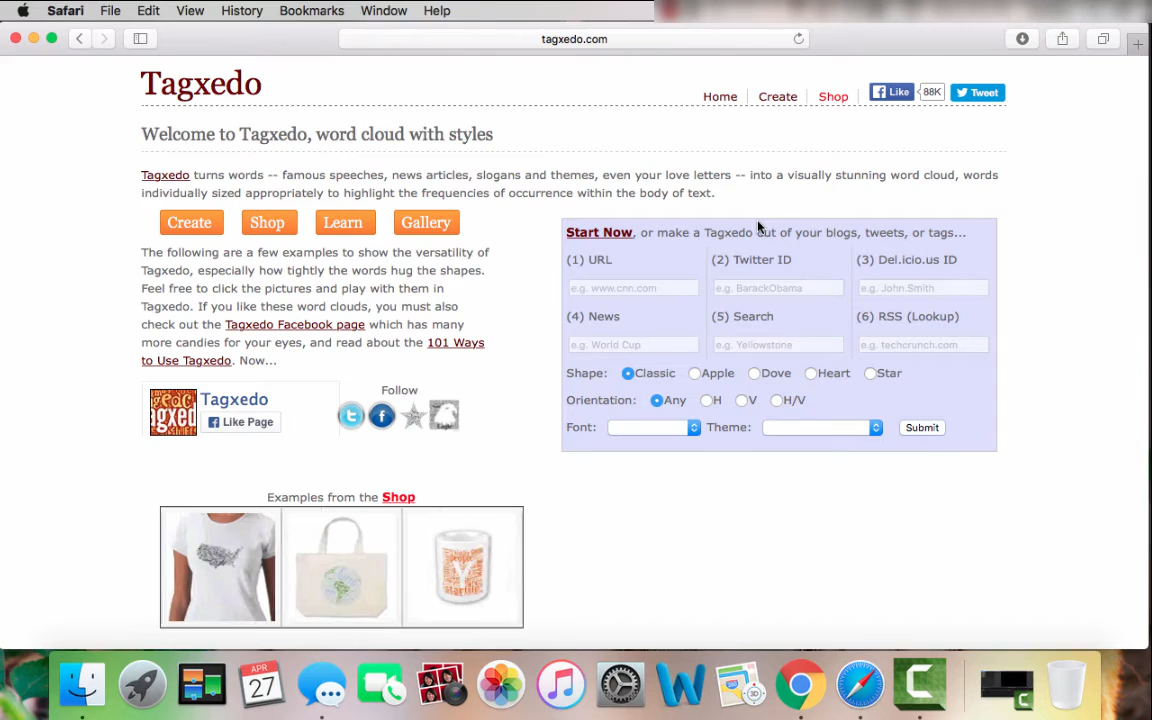 Safari File Edit View History Bookmarks Window Help
tagxedo.com
Tagxedo
Home Create Shop Like 88K Tweet
Welcome to Tagxedo, word cloud with styles
Tagxedo turns words -- famous speeches, news articles, slogans and themes, even your love letters -- into a visually stunning word cloud, words
individually sized appropriately to highlight the frequencies of occurrence within the body of text.
Create Shop Learn Gallery
The following are a few examples to show the versatility of
Tagxedo, especially how tightly the words hug the shapes.
Feel free to click the pictures and play with them in
Tagxedo. If you like these word clouds, you must also
check out the Tagxedo Facebook page which has many
more candies for your eyes, and read about the 101 Ways
to Use Tagxedo. Now...
Tagxedo
Like Page
Follow
Start Now, or make a Tagxedo out of your blogs, tweets, or tags...
(1) URL (2) Twitter ID (3) Del.icio.us ID
e.g. www.cnn.com e.g. BarackObama e.g. John.Smith
(4) News (5) Search (6) RSS (Lookup)
e.g. World Cup e.g. Yellowstone e.g. techcrunch.com
Shape: Classic Apple Dove Heart Star
Orientation: Any H V H/V
Font: Theme: Submit
Examples from the Shop
Y
APR
27